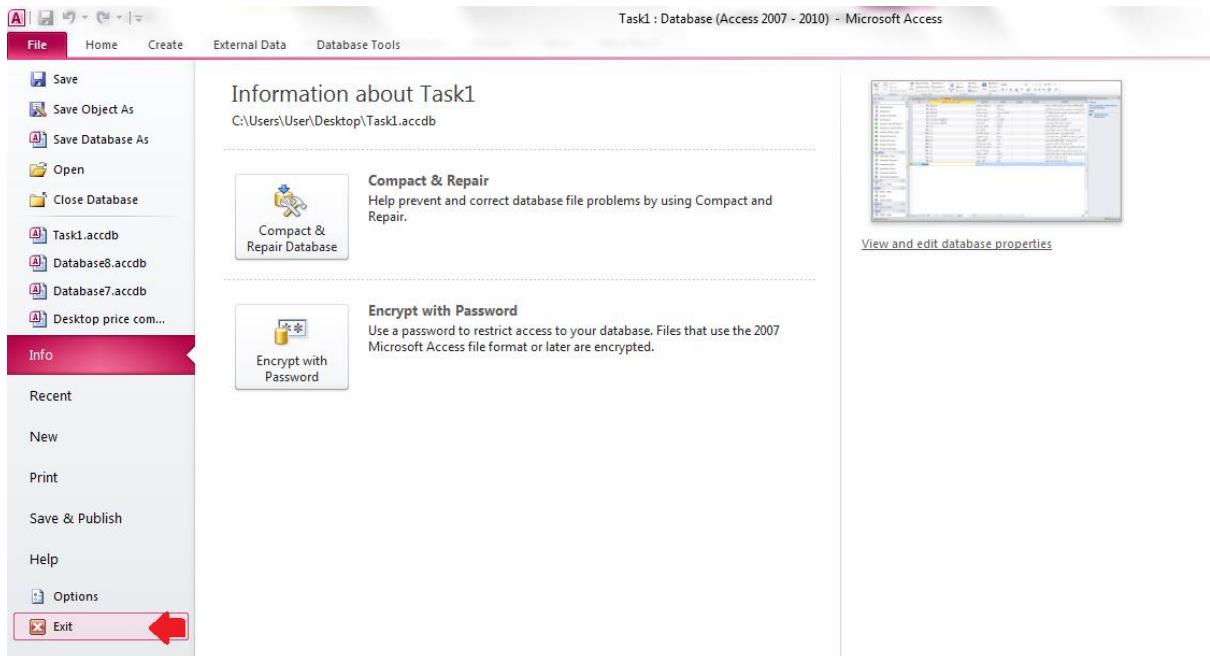 Task1 : Database (Access 2007 - 2010) - Microsoft Access
File Home Create External Data Database Tools
Save
Save Object As
Save Database As
Open
Close Database
Task1.accdb
Database8.accdb
Database7.accdb
Desktop price com...
Info
Recent
New
Print
Save & Publish
Help
Options
Exit
Information about Task1
C:\Users\User\Desktop\Task1.accdb
Compact &
Repair Database
Compact & Repair
Help prevent and correct database file problems by using Compact and
Repair.
Encrypt with
Password
Encrypt with Password
Use a password to restrict access to your database. Files that use the 2007
Microsoft Access file format or later are encrypted.
View and edit database properties